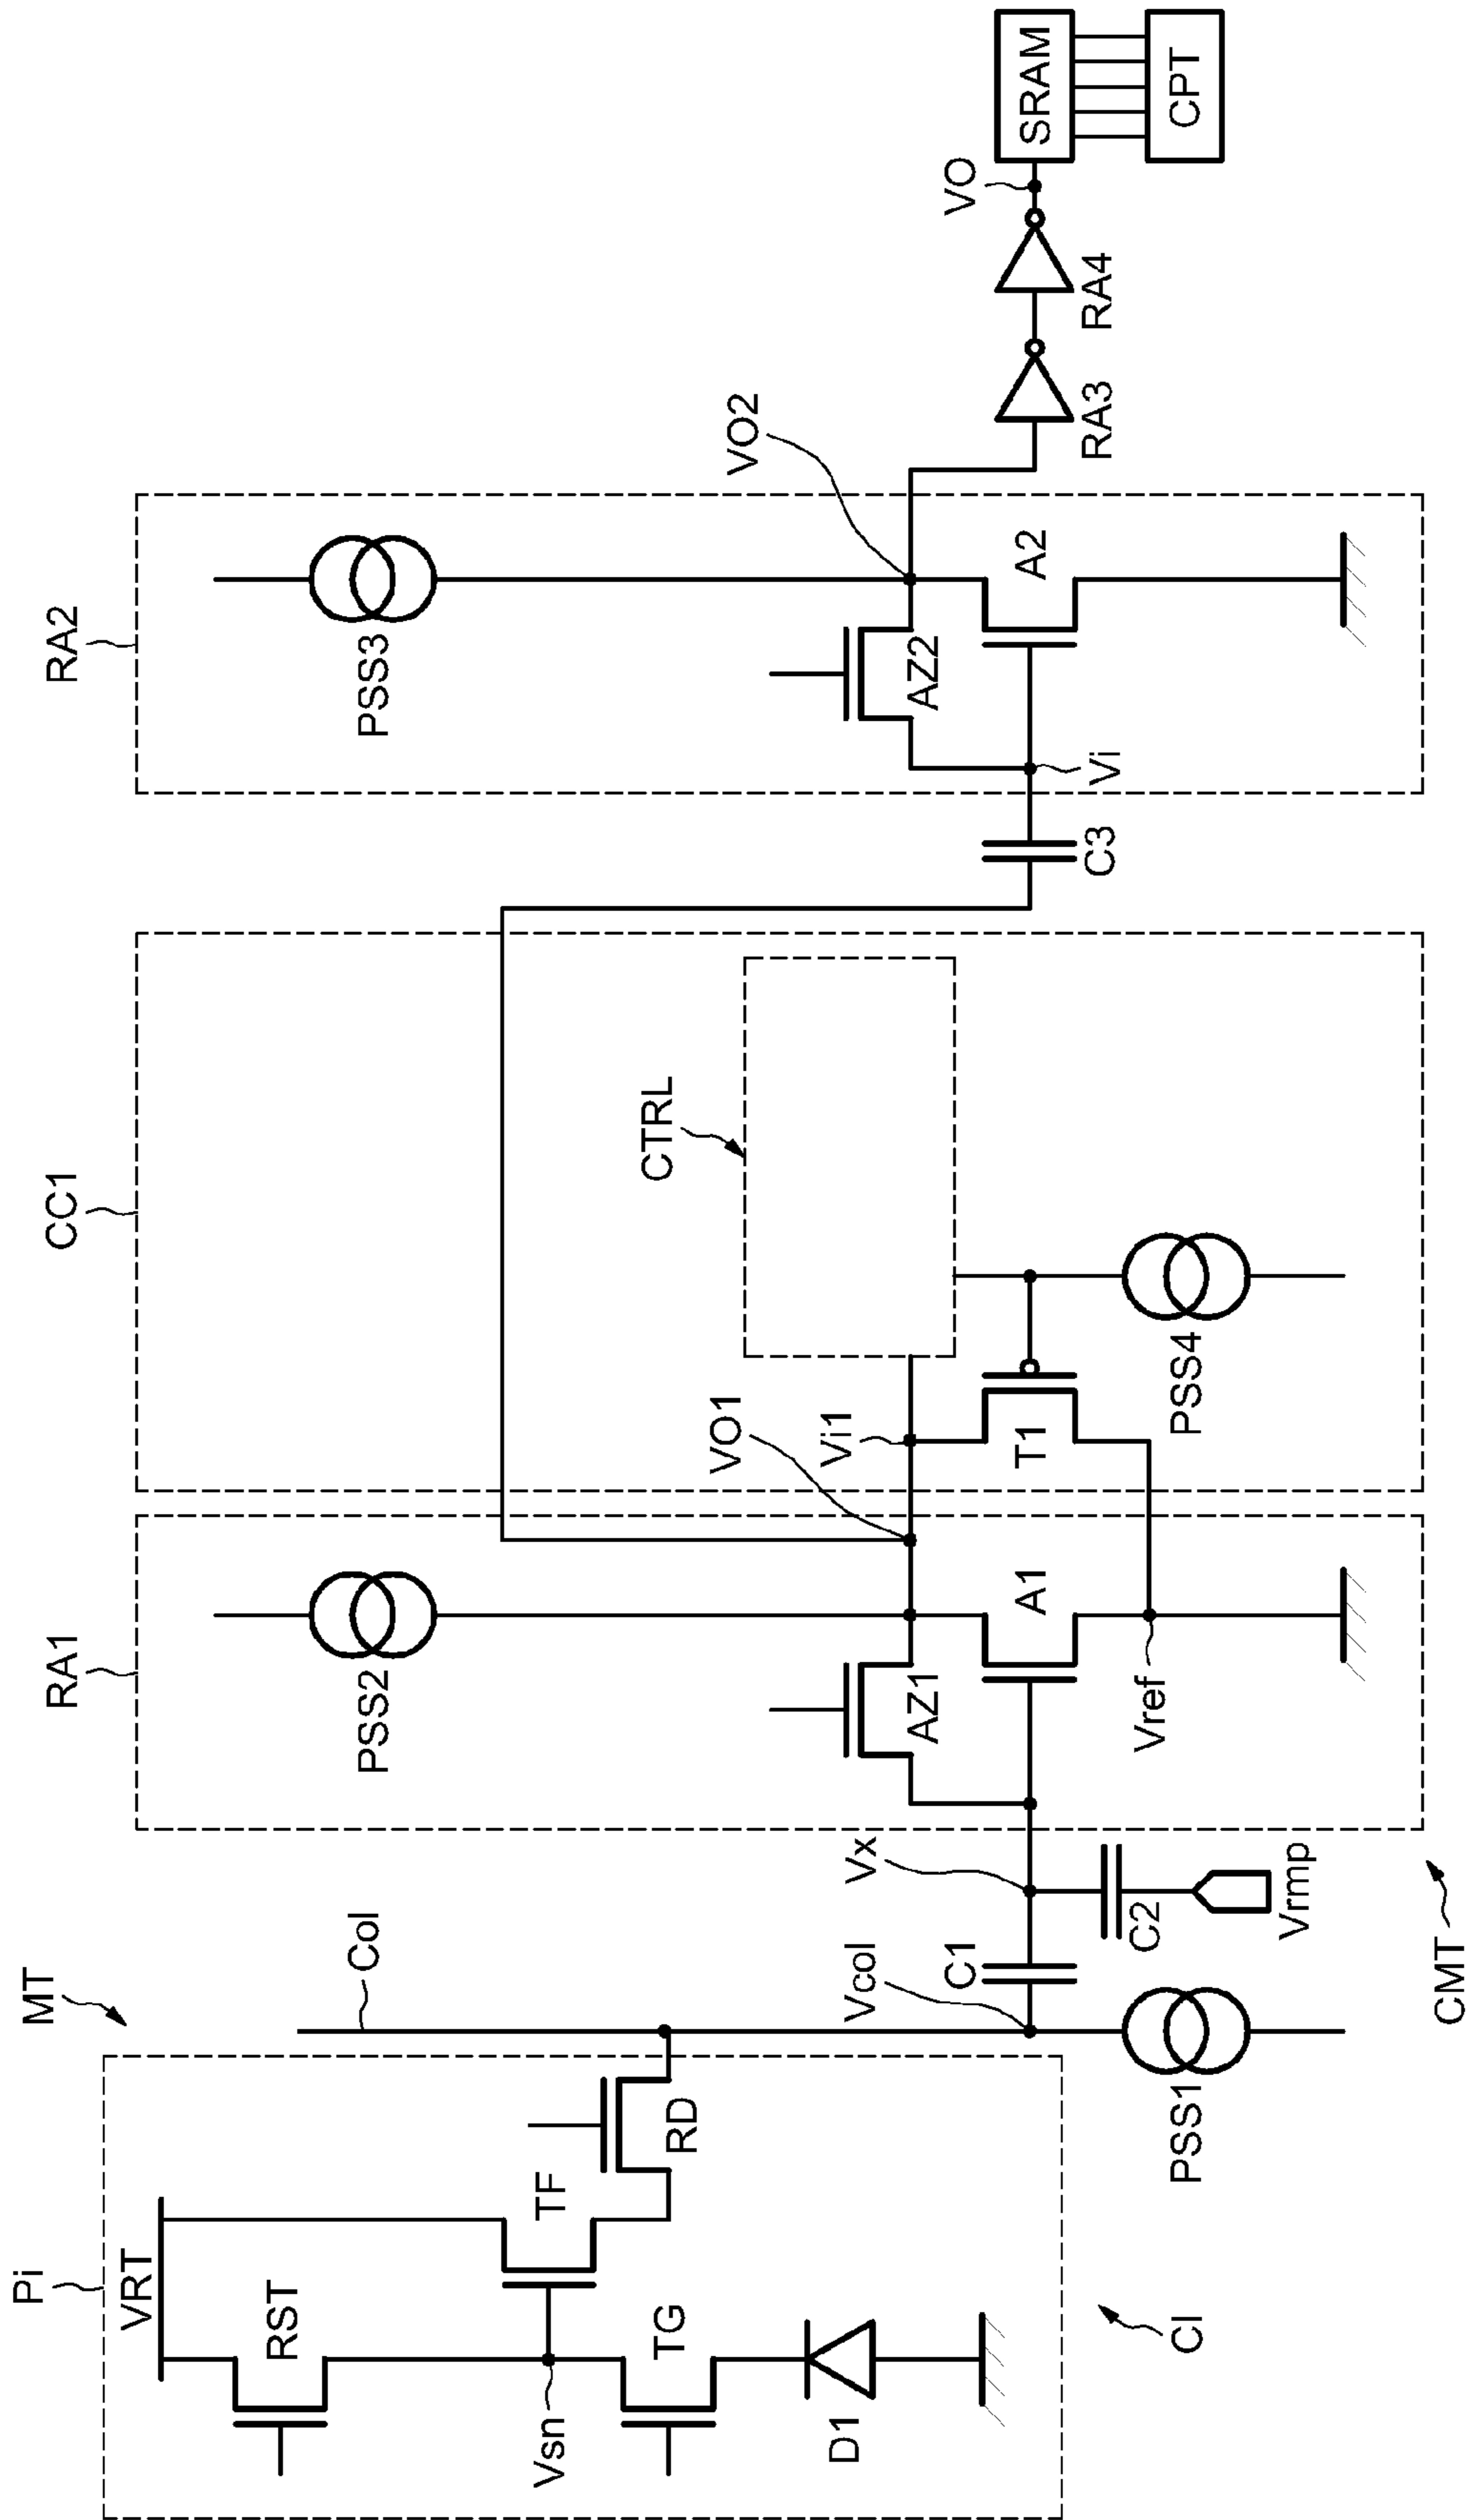 MT
Pi
VRT
RST
TF
TG
Vsn
D1
RD
Col
CI
PSS1
Vcol
C1
Vx
C2
Vrmp
CMT
RA1
PSS2
AZ1
A1
Vref
VO1
CC1
CTRL
Vi1
T1
PSS4
C3
RA2
PSS3
AZ2
A2
Vi
VO2
RA3
RA4
VO
SRAM
CPT